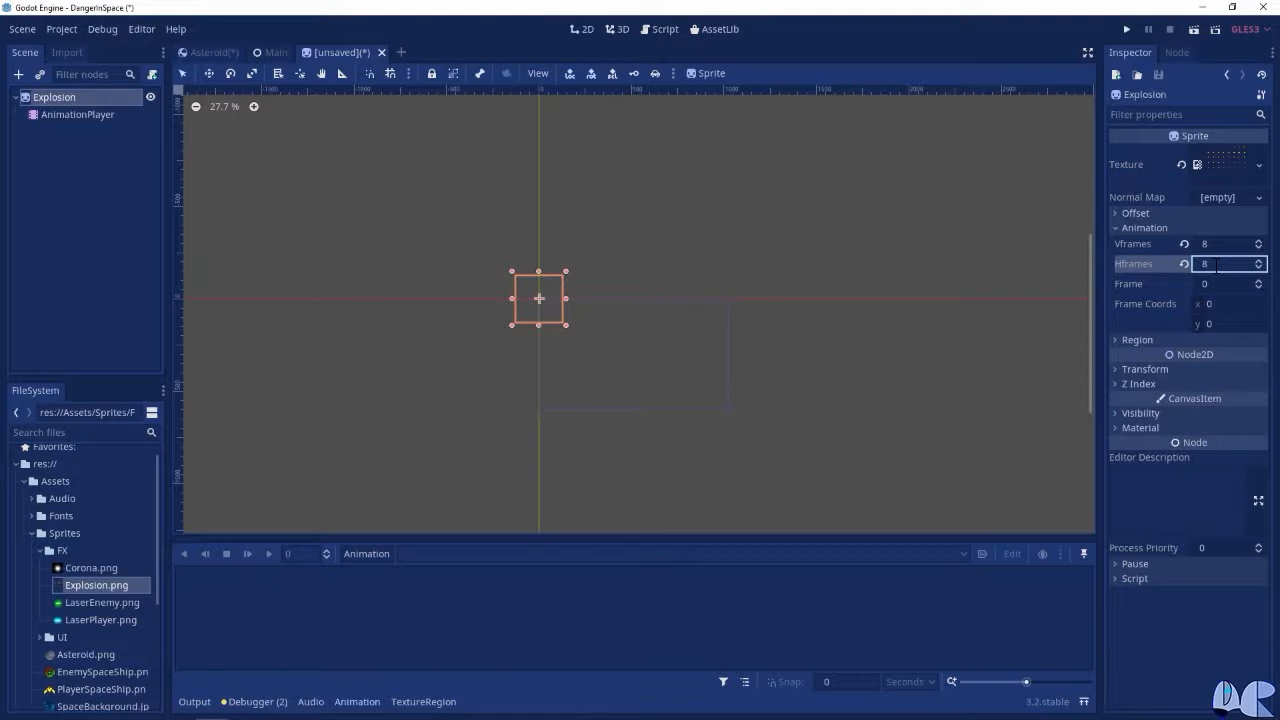 Godot Engine - DangerInSpace (*)
Scene Project Debug Editor Help
2D 3D Script AssetLib
GLES3
Scene Import
Asteroid(*) Main [unsaved](*)
Inspector Node
Filter nodes
View Sprite
Explosion
AnimationPlayer
27.7 %
Explosion
Filter properties
Sprite
Texture
Normal Map [empty]
Offset
Animation
Vframes 8
Hframes 8
Frame 0
Frame Coords x 0
y 0
Region
Node2D
Transform
Z Index
CanvasItem
Visibility
Material
Node
Editor Description
Process Priority 0
Pause
Script
FileSystem
res://Assets/Sprites/F
Search files
Favorites:
res://
Assets
Audio
Fonts
Sprites
FX
Corona.png
Explosion.png
LaserEnemy.png
LaserPlayer.png
UI
Asteroid.png
EnemySpaceShip.pn
PlayerSpaceShip.pn
SpaceBackground.jp
0 Animation Edit
Snap: 0 Seconds
Output Debugger (2) Audio Animation TextureRegion
3.2.stable